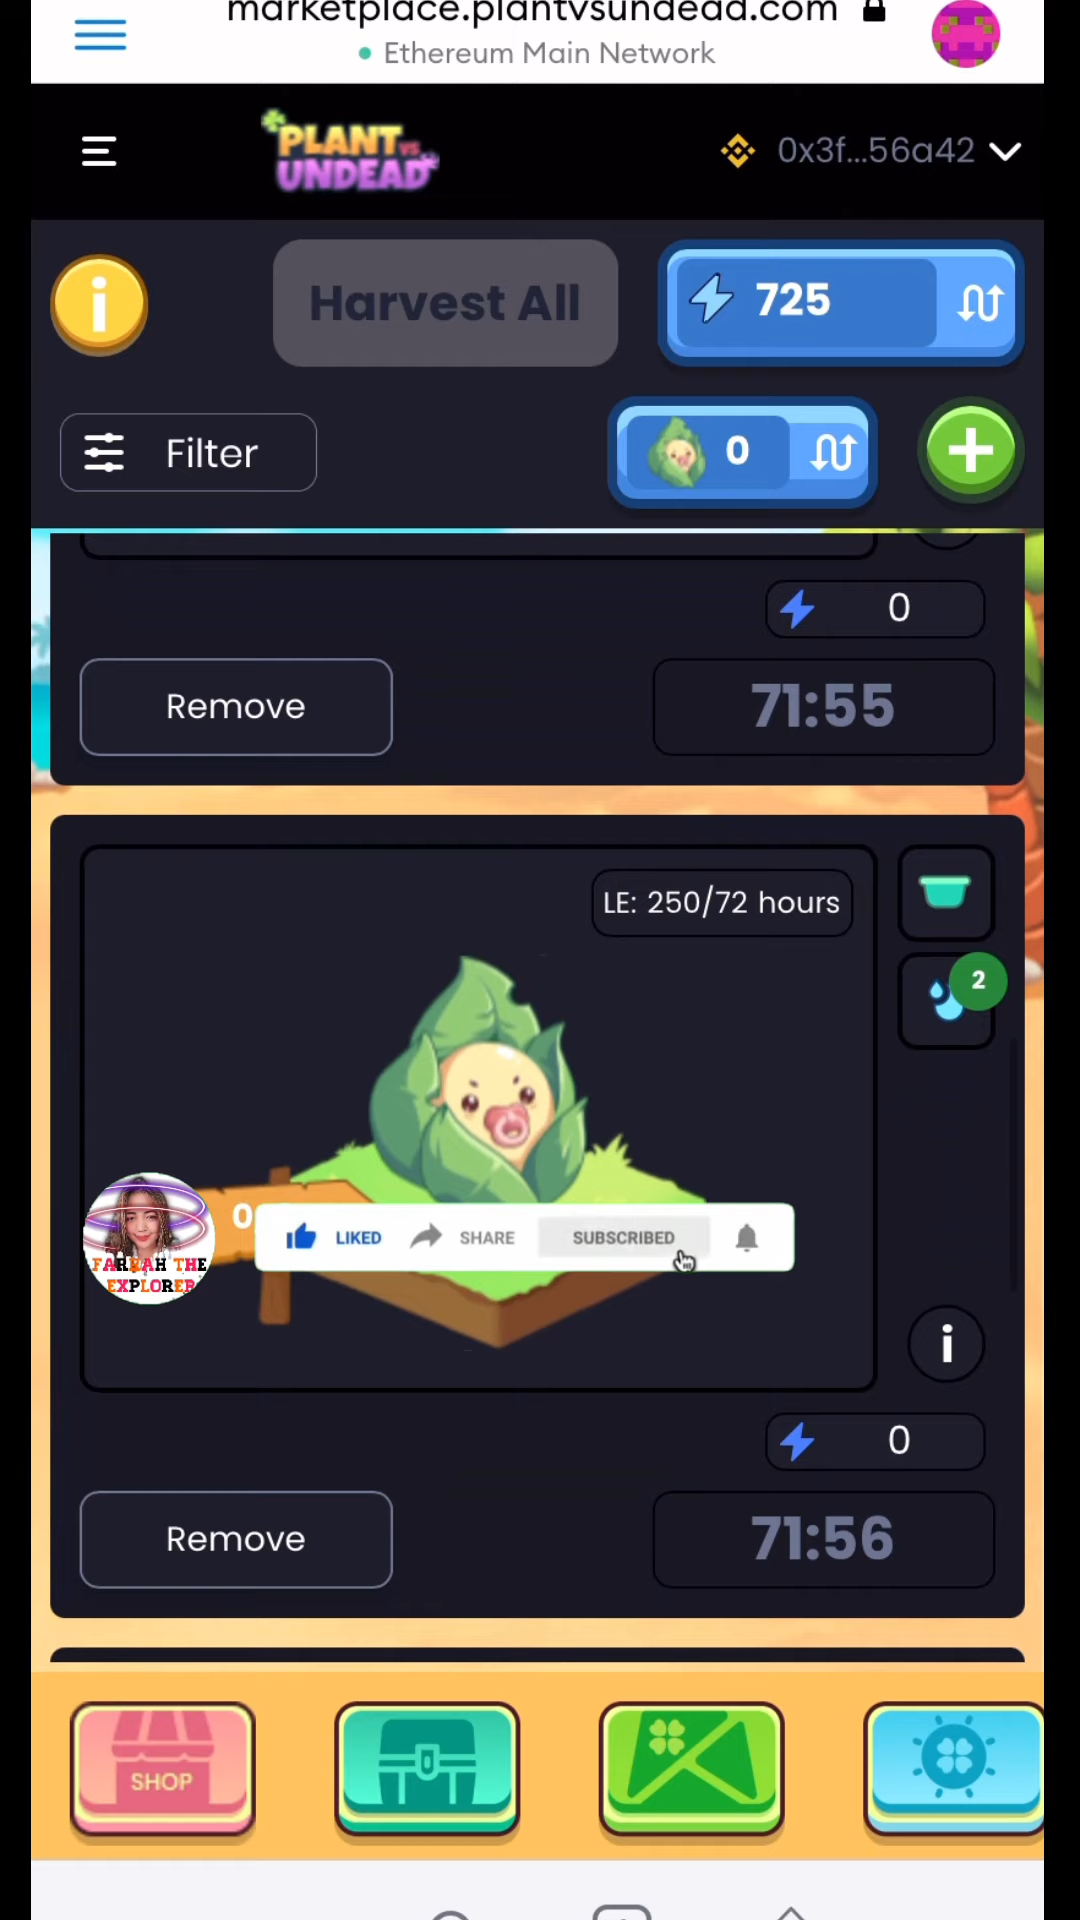 marketplace.plantvsundead.com
Ethereum Main Network
PLANT VS
UNDEAD
0x3f...56a42
i
Harvest All
725
Filter
0
0
Remove
71:55
LE: 250/72 hours
2
0
LIKED
SHARE
SUBSCRIBED
FARRAH THE
EXPLORER
i
0
Remove
71:56
SHOP